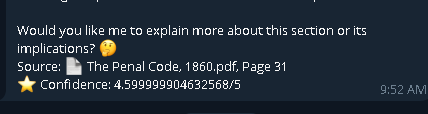 Would you like me to explain more about this section or its
implications? 🤔
Source: 📄 The Penal Code, 1860.pdf, Page 31
⭐ Confidence: 4.599999904632568/5
9:52 AM